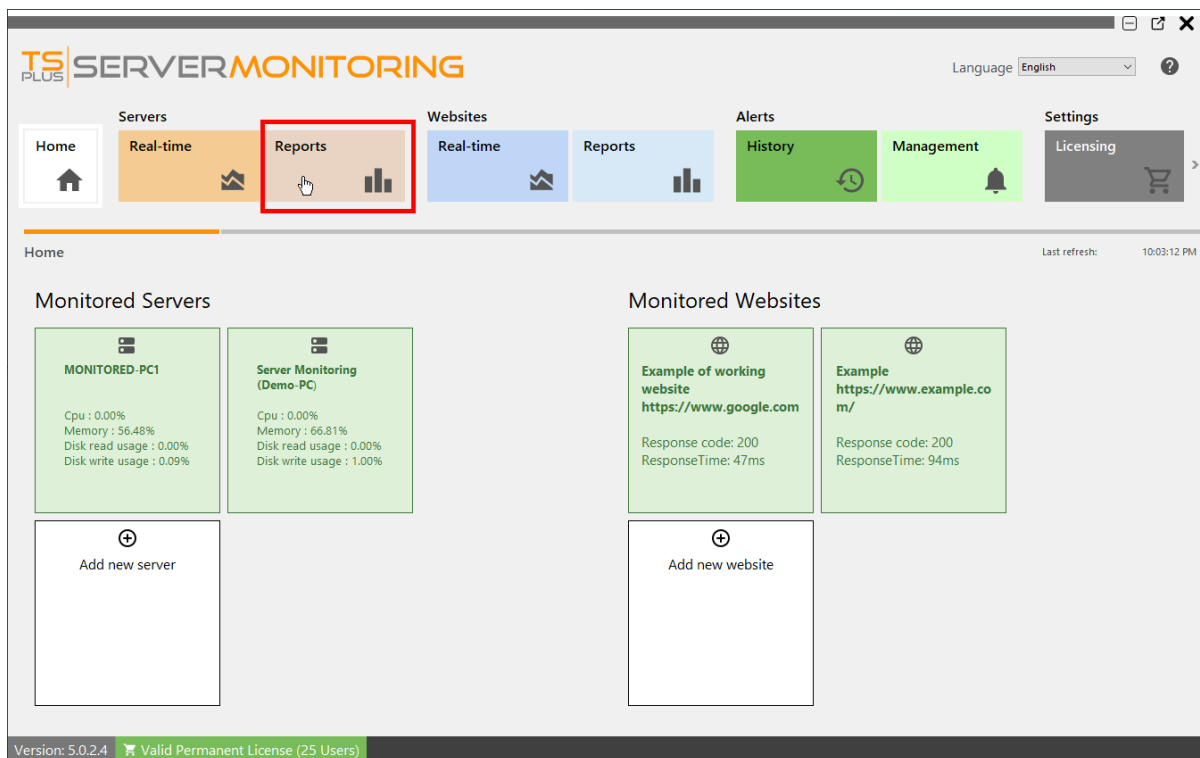 TS PLUS SERVERMONITORING
Language English
Servers
Websites
Alerts
Settings
Home
Real-time
Reports
Real-time
Reports
History
Management
Licensing
Home
Last refresh: 10:03:12 PM
Monitored Servers
MONITORED-PC1
Cpu : 0.00%
Memory : 56.48%
Disk read usage : 0.00%
Disk write usage : 0.09%
Server Monitoring
(Demo-PC)
Cpu : 0.00%
Memory : 66.81%
Disk read usage : 0.00%
Disk write usage : 1.00%
Add new server
Monitored Websites
Example of working
website
https://www.google.com
Response code: 200
ResponseTime: 47ms
Example
https://www.example.co
m/
Response code: 200
ResponseTime: 94ms
Add new website
Version: 5.0.2.4
Valid Permanent License (25 Users)